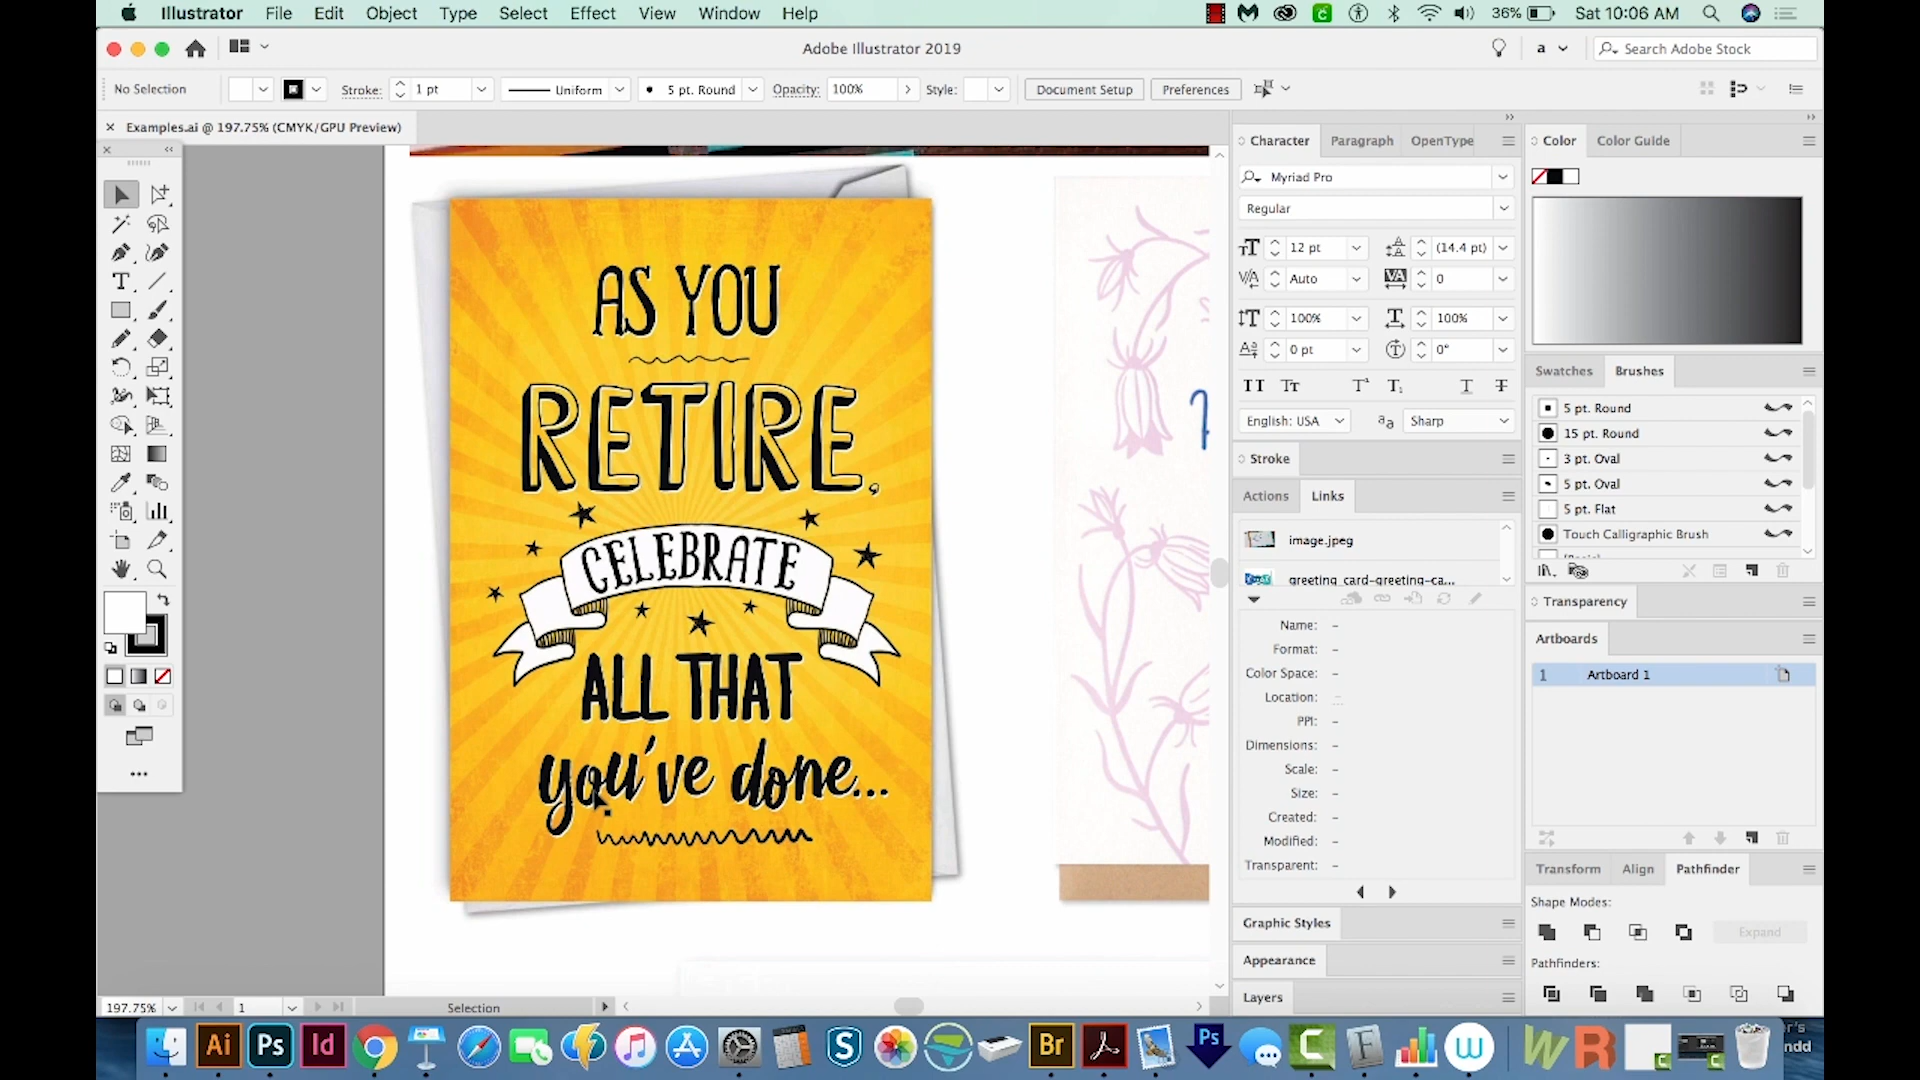 Illustrator File Edit Object Type Select Effect View Window Help 36% Sat 10:06 AM
Adobe Illustrator 2019 a Search Adobe Stock
No Selection Stroke: 1 pt Uniform 5 pt. Round Opacity: 100% Style: Document Setup Preferences
Examples.ai @ 197.75% (CMYK/GPU Preview)
AS YOU
RETIRE,
CELEBRATE
ALL THAT
you've done...
Character Paragraph OpenType
Myriad Pro
Regular
12 pt (14.4 pt)
Auto 0
100% 100%
0 pt 0°
English: USA Sharp
Stroke
Actions Links
image.jpeg
greeting_card-greeting-ca...
Name: –
Format: –
Color Space: –
Location:
PPI: –
Dimensions: –
Scale: –
Size: –
Created: –
Modified: –
Transparent: –
Graphic Styles
Appearance
Layers
Color Color Guide
Swatches Brushes
5 pt. Round
15 pt. Round
3 pt. Oval
5 pt. Oval
5 pt. Flat
Touch Calligraphic Brush
Transparency
Artboards
1 Artboard 1
Transform Align Pathfinder
Shape Modes:
Expand
Pathfinders:
197.75% 1 Selection
Ai Ps Id S Br Ps W R